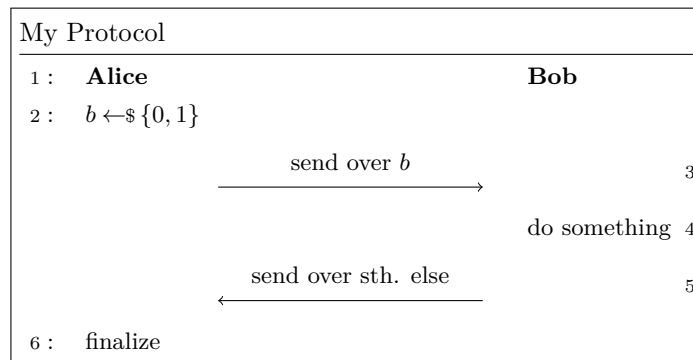 My Protocol
1 : Alice Bob
2 : b ←$ {0, 1}
send over b 3
do something 4
send over sth. else 5
6 : finalize